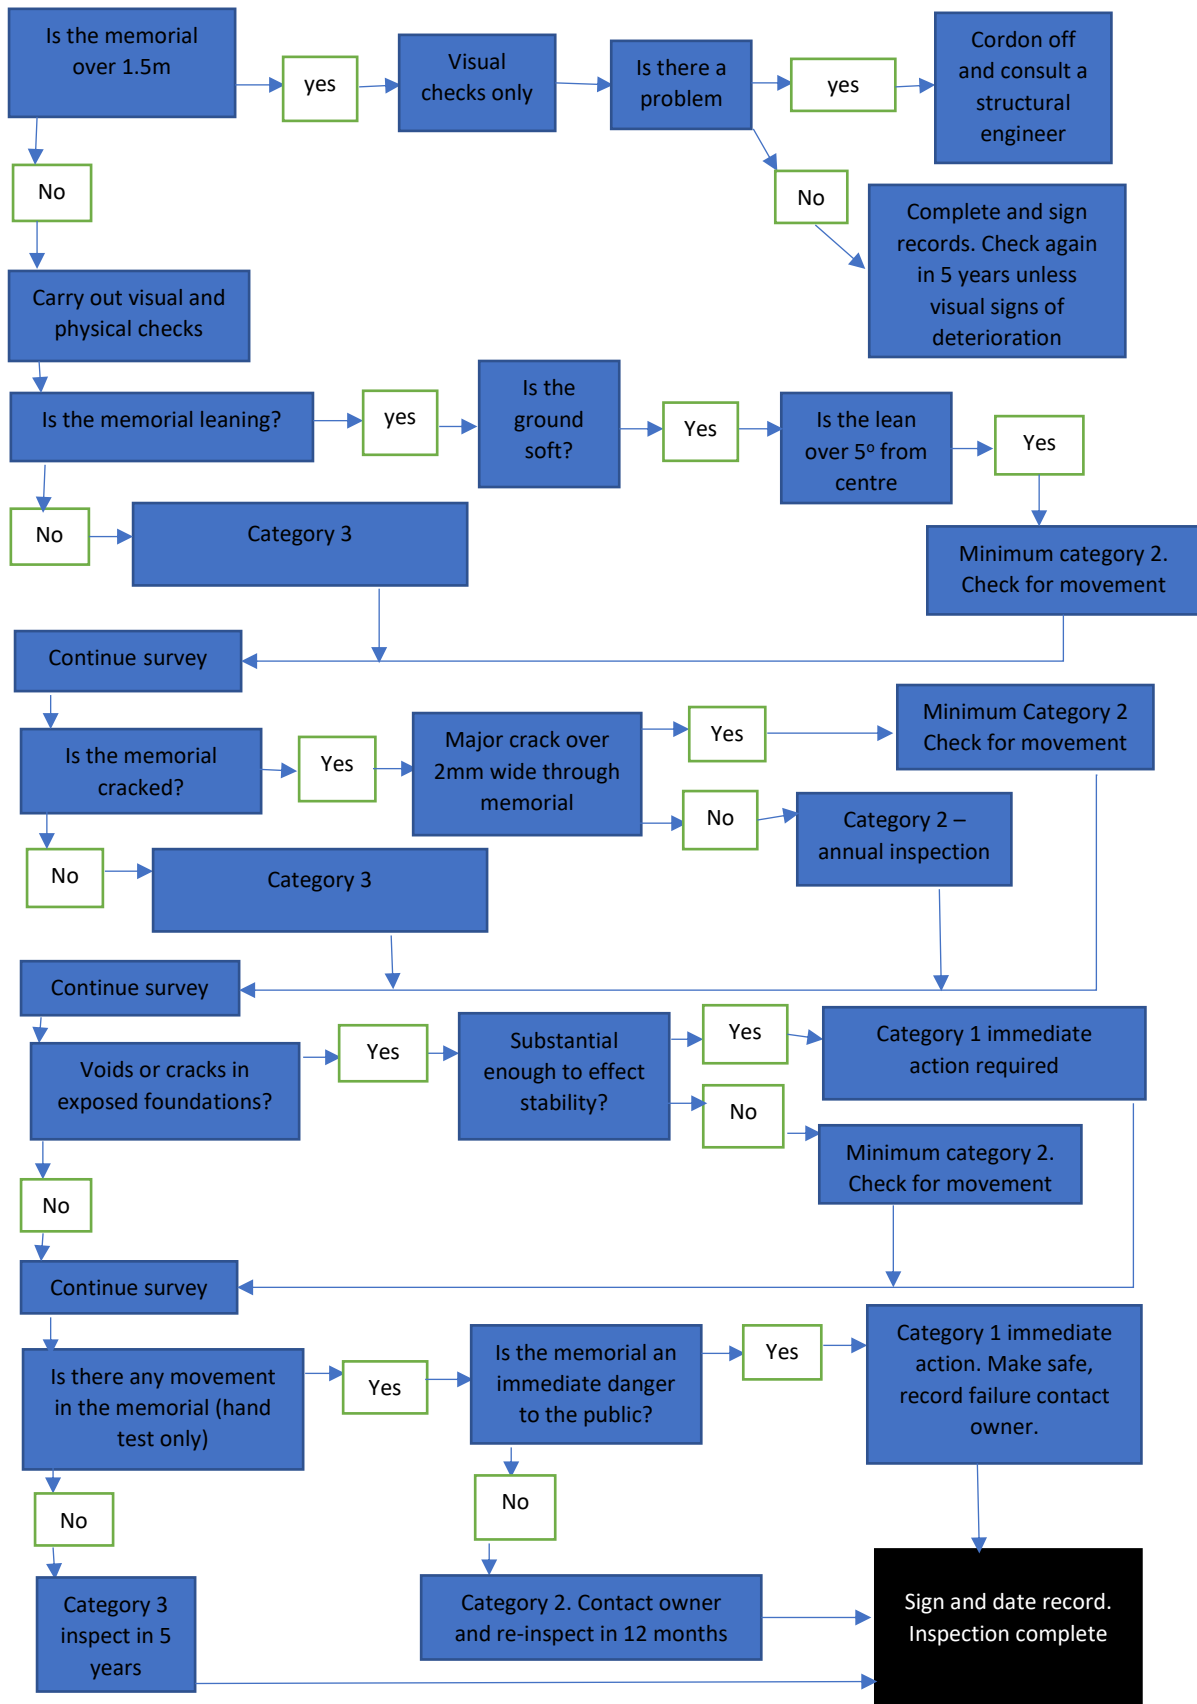 Is the memorial
over 1.5m
yes
Visual
checks only
Is there a
problem
yes
Cordon off
and consult a
structural
engineer
No
No
Complete and sign
records. Check again
in 5 years unless
visual signs of
deterioration
Carry out visual and
physical checks
Is the memorial leaning?
yes
Is the
ground
soft?
Yes
Is the lean
over 5º from
centre
Yes
No
Category 3
Minimum category 2.
Check for movement
Continue survey
Is the memorial
cracked?
Yes
Major crack over
2mm wide through
memorial
Yes
Minimum Category 2
Check for movement
No
Category 2 –
annual inspection
No
Category 3
Continue survey
Voids or cracks in
exposed foundations?
Yes
Substantial
enough to effect
stability?
Yes
Category 1 immediate
action required
No
Minimum category 2.
Check for movement
No
Continue survey
Is there any movement
in the memorial (hand
test only)
Yes
Is the memorial an
immediate danger
to the public?
Yes
Category 1 immediate
action. Make safe,
record failure contact
owner.
No
No
Category 3
inspect in 5
years
Category 2. Contact owner
and re-inspect in 12 months
Sign and date record.
Inspection complete